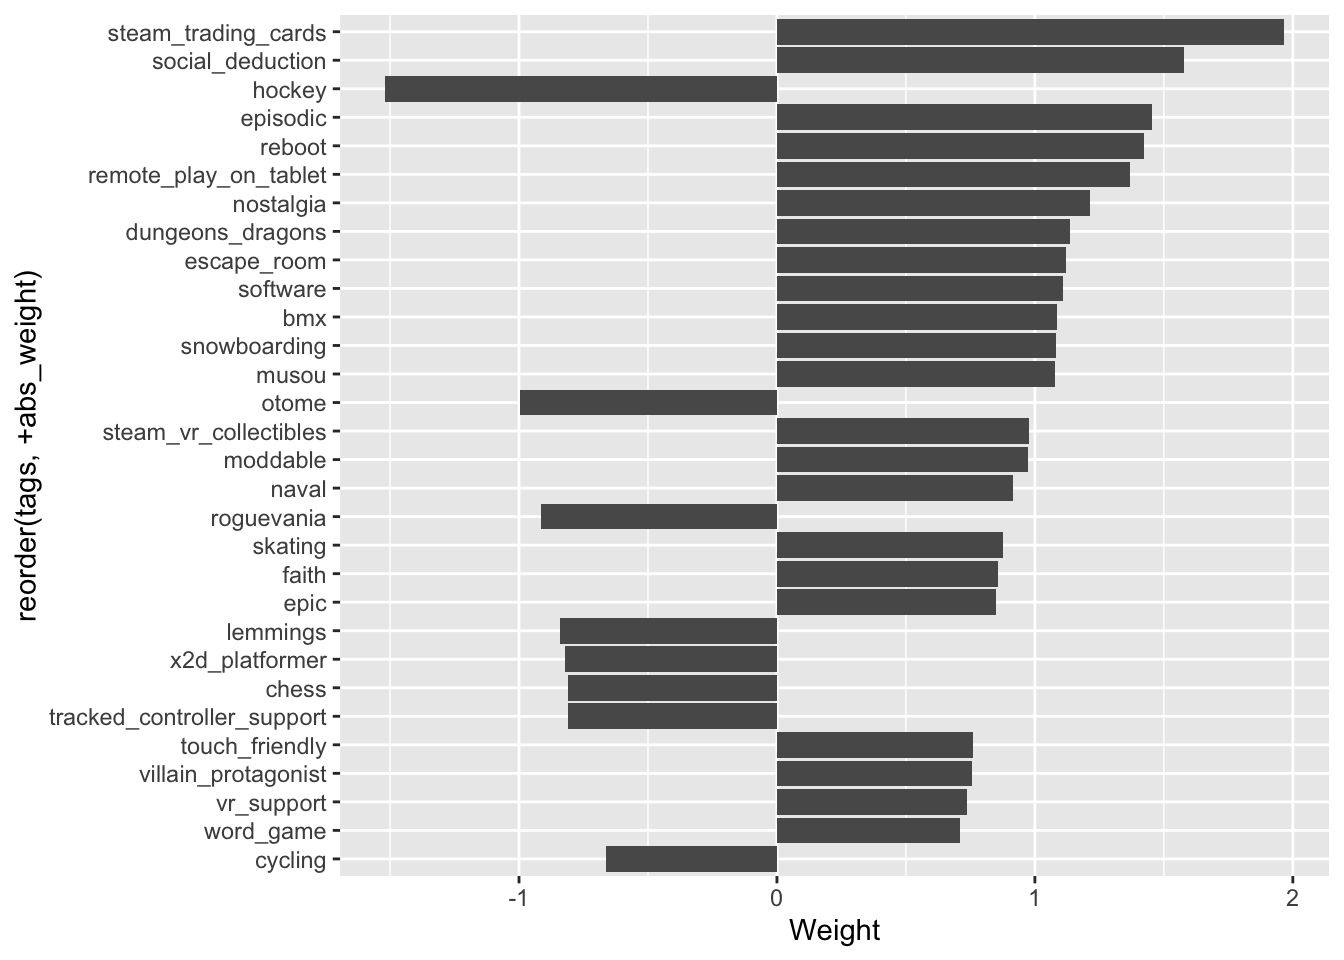 steam_trading_cards
social_deduction
hockey
episodic
reboot
remote_play_on_tablet
nostalgia
dungeons_dragons
escape_room
software
bmx
snowboarding
musou
otome
steam_vr_collectibles
moddable
naval
roguevania
skating
faith
epic
lemmings
x2d_platformer
chess
tracked_controller_support
touch_friendly
villain_protagonist
vr_support
word_game
cycling
reorder(tags, +abs_weight)
-1 0 1 2
Weight